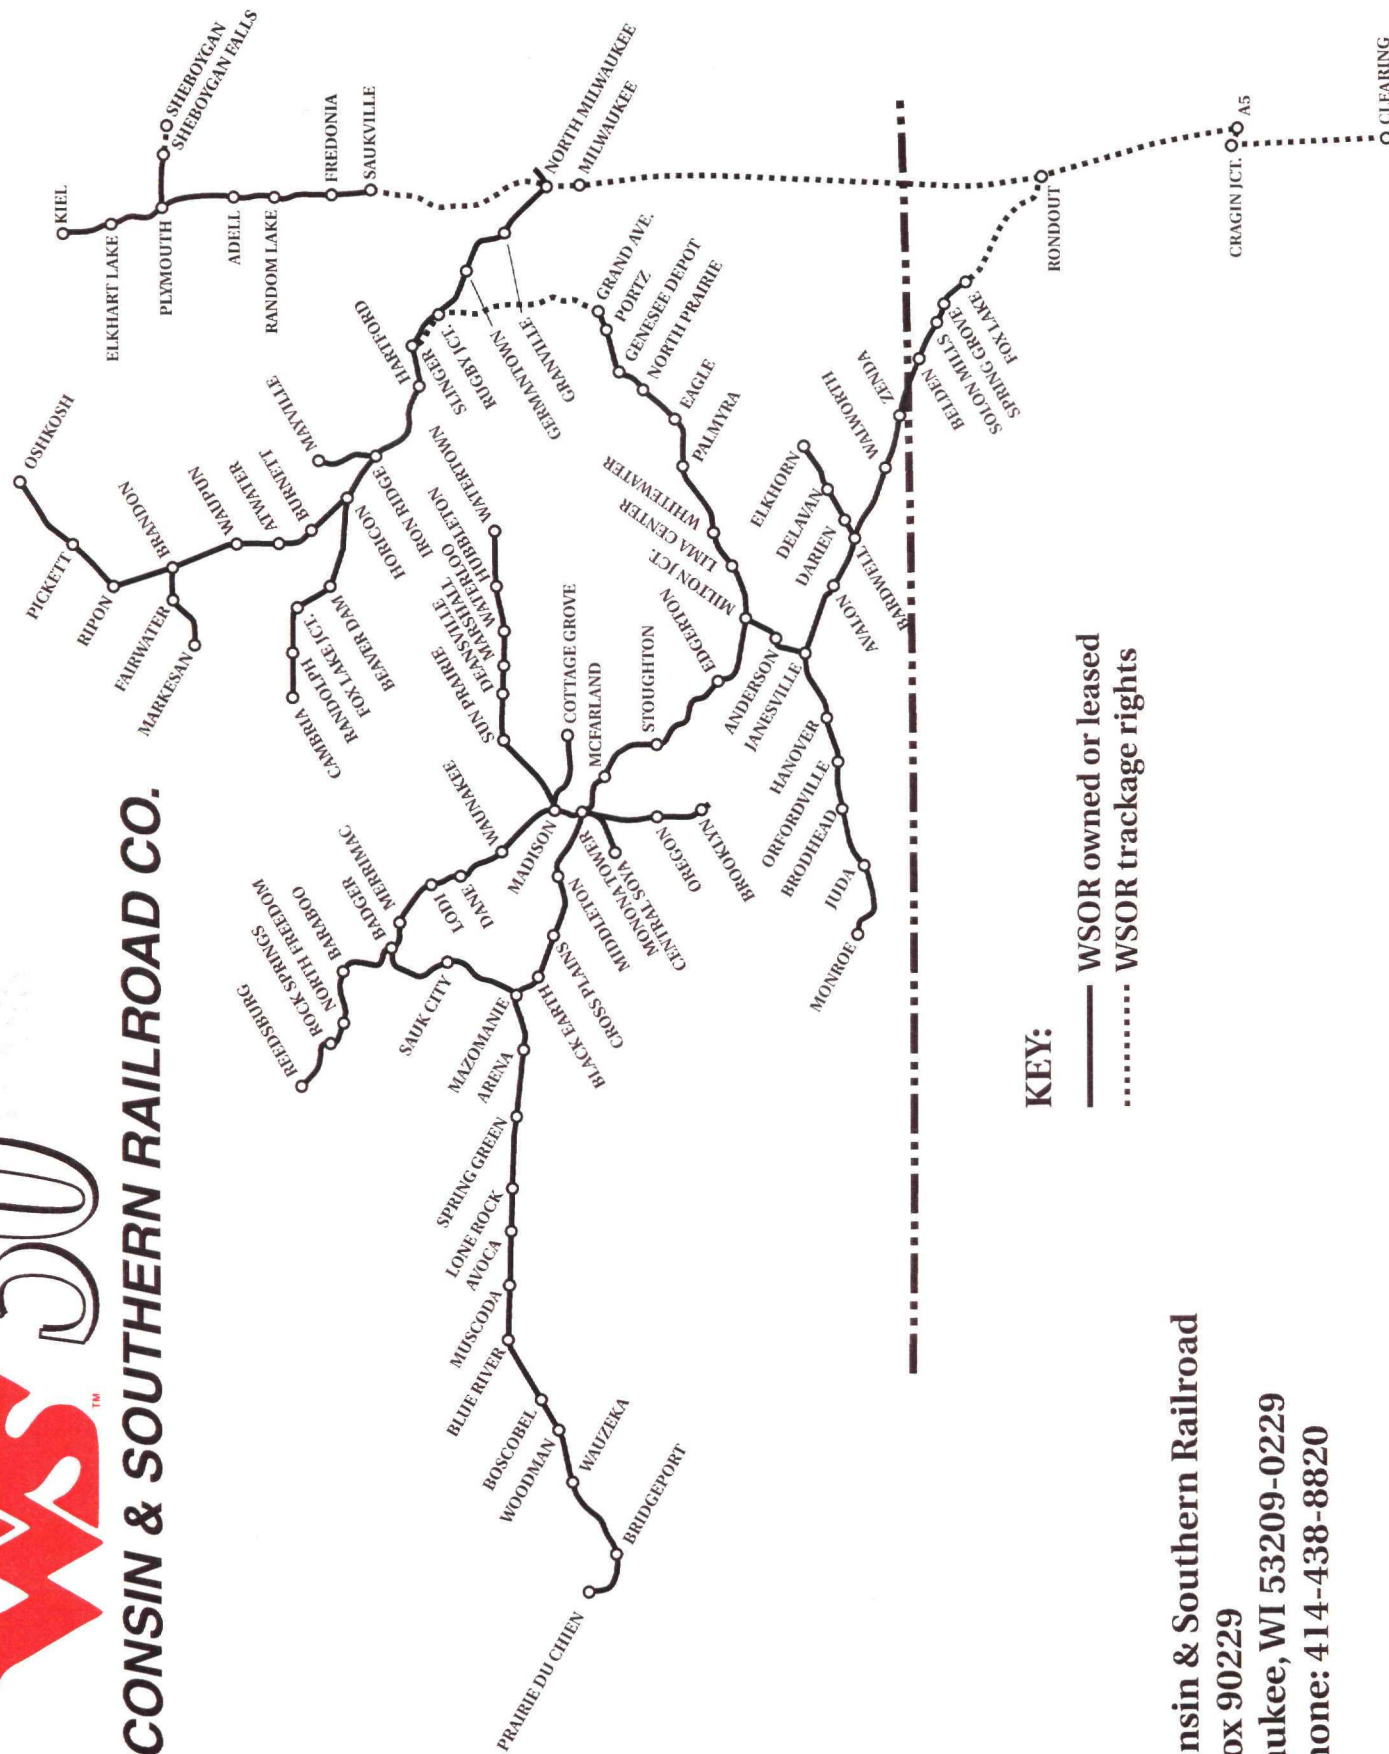 WS
TM
50
CONSIN & SOUTHERN RAILROAD CO.
KIEL
ELKHART LAKE
PLYMOUTH
SHEBOYGAN
SHEBOYGAN FALLS
ADELL
RANDOM LAKE
FREDONIA
SAUKVILLE
NORTH MILWAUKEE
MILWAUKEE
OSHKOSH
PICKETT
RIPON
BRANDON
FAIRWATER
MARKESAN
WAUPUN
ATWATER
BURNETT
MAYVILLE
HARTFORD
SLINGER
RUGBY JCT.
GERMANTOWN
GRANVILLE
IRON RIDGE
HORICON
BEAVER DAM
FOX LAKE JCT.
RANDOLPH
CAMBRIA
WATERTOWN
HUBBLETON
WATERLOO
MARSHALL
DEANSVILLE
SUN PRAIRIE
COTTAGE GROVE
MCFARLAND
STOUGHTON
EDGERTON
MILTON JCT.
LIMA CENTER
WHITEWATER
PALMYRA
EAGLE
NORTH PRAIRIE
GENESEE DEPOT
PORTZ
GRAND AVE.
ELKHORN
DELAVAN
DARIEN
BARDWELL
AVALON
WALWORTH
ZENDA
BELDEN
SOLON MILLS
SPRING GROVE
FOX LAKE
RONDOUT
CRAGIN JCT.
A5
CLEARING
ANDERSON
JANESVILLE
HANOVER
ORFORDVILLE
BRODHEAD
JUDA
MONROE
WAUNAKEE
MADISON
DANE
LODI
MERRIMAC
BADGER
BARABOO
NORTH FREEDOM
ROCK SPRINGS
REEDSBURG
SAUK CITY
MONONA TOWER
CENTRAL SOYA
OREGON
BROOKLYN
MIDDLETON
CROSS PLAINS
BLACK EARTH
MAZOMANIE
ARENA
SPRING GREEN
LONE ROCK
AVOCA
MUSCODA
BLUE RIVER
BOSCOBEL
WOODMAN
WAUZEKA
BRIDGEPORT
PRAIRIE DU CHIEN
KEY:
WSOR owned or leased
WSOR trackage rights
nsin & Southern Railroad
ox 90229
aukee, WI 53209-0229
hone: 414-438-8820